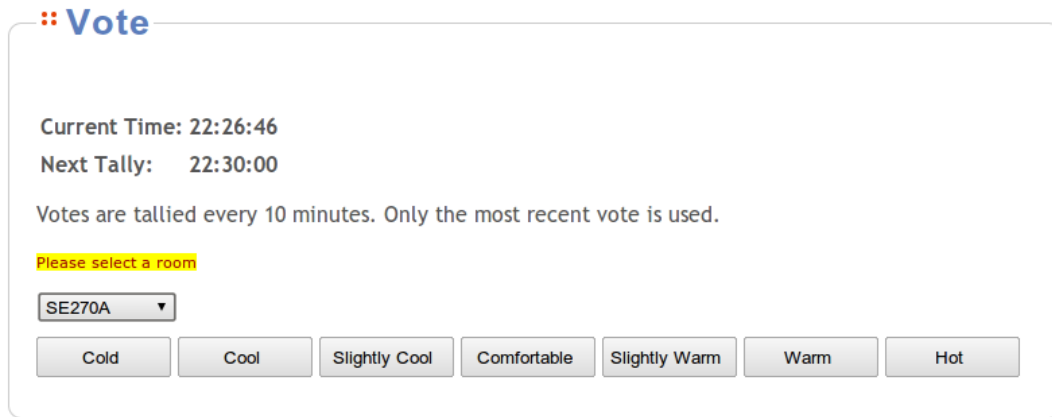 Vote
Current Time: 22:26:46
Next Tally: 22:30:00
Votes are tallied every 10 minutes. Only the most recent vote is used.
Please select a room
SE270A
Cold Cool Slightly Cool Comfortable Slightly Warm Warm Hot